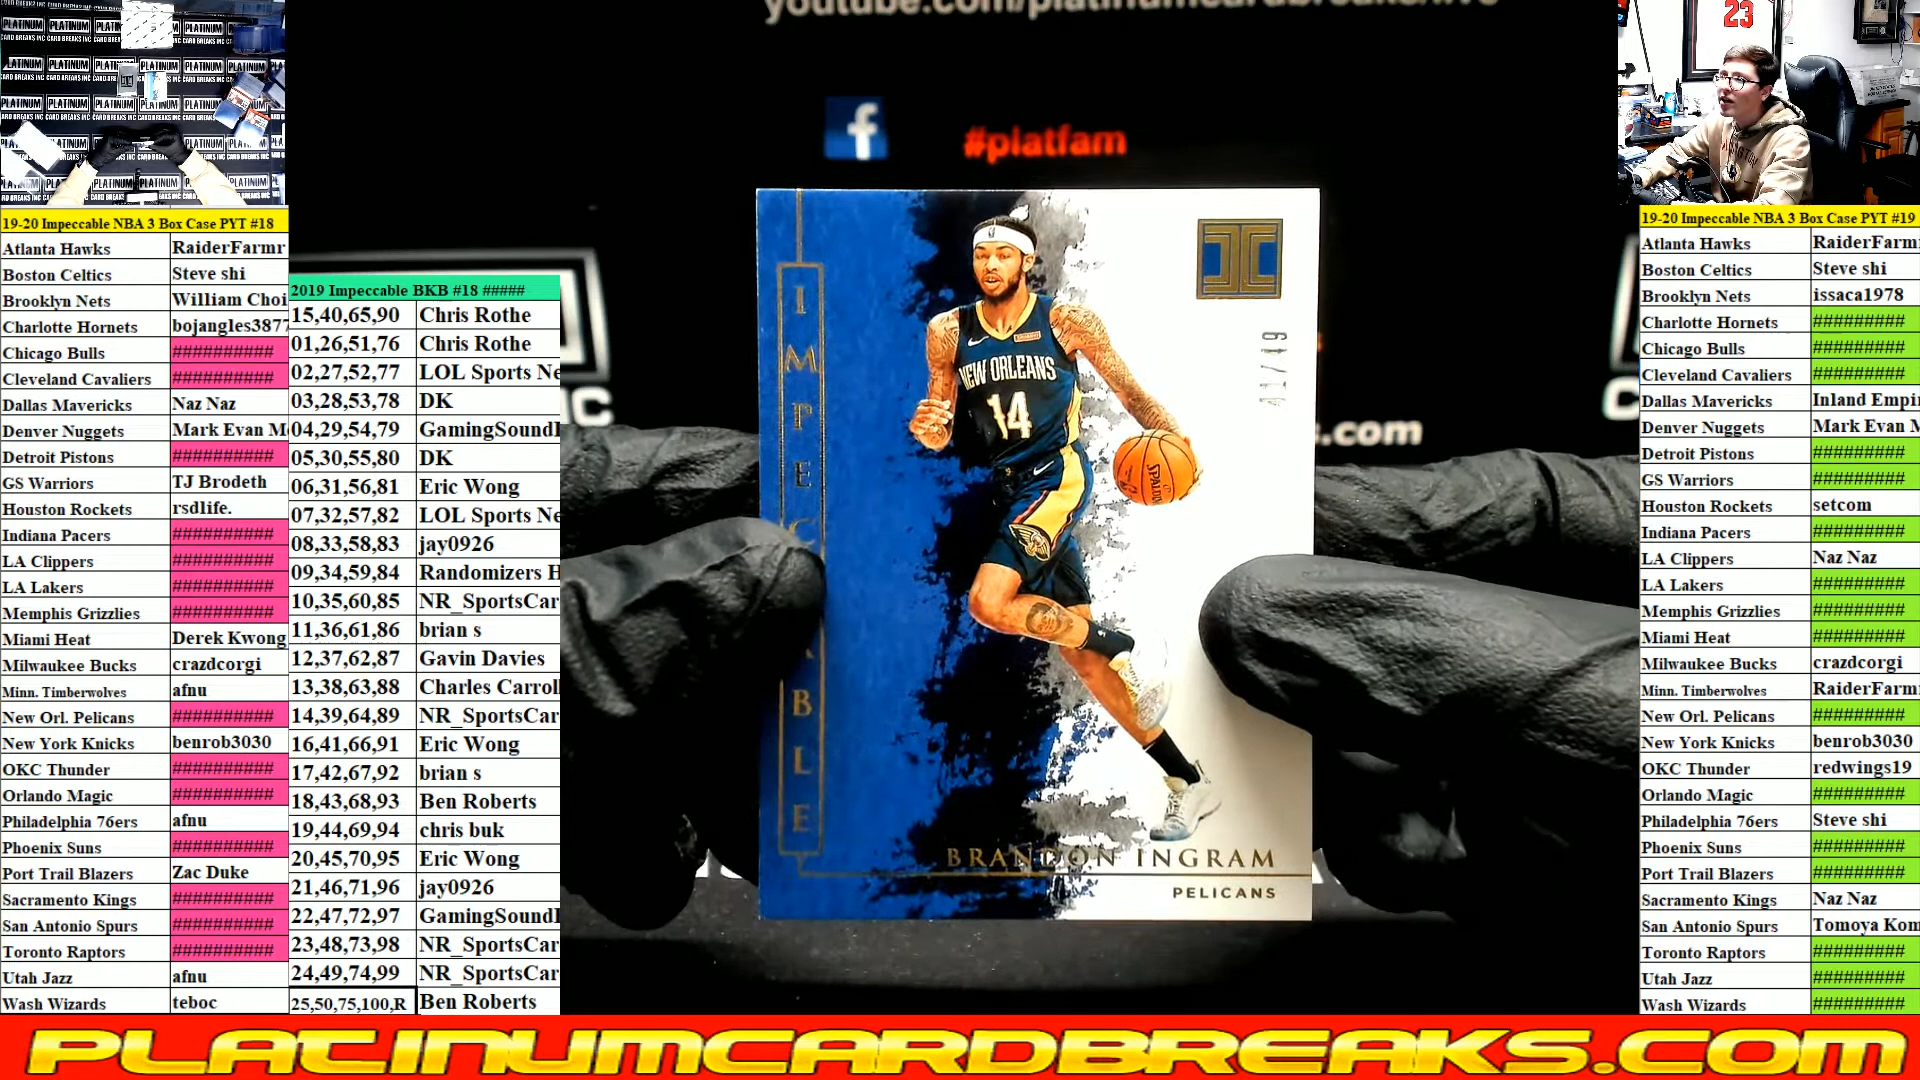 youtube.com/platinumcardbreaks/live
#platfam
19-20 Impeccable NBA 3 Box Case PYT #18
Atlanta Hawks RaiderFarmr
Boston Celtics Steve shi
Brooklyn Nets William Choi
Charlotte Hornets bojangles3877
Chicago Bulls ##########
Cleveland Cavaliers ##########
Dallas Mavericks Naz Naz
Denver Nuggets Mark Evan M
Detroit Pistons ##########
GS Warriors TJ Brodeth
Houston Rockets rsdlife.
Indiana Pacers ##########
LA Clippers ##########
LA Lakers ##########
Memphis Grizzlies ##########
Miami Heat Derek Kwong
Milwaukee Bucks crazdcorgi
Minn. Timberwolves afnu
New Orl. Pelicans ##########
New York Knicks benrob3030
OKC Thunder ##########
Orlando Magic ##########
Philadelphia 76ers afnu
Phoenix Suns ##########
Port Trail Blazers Zac Duke
Sacramento Kings ##########
San Antonio Spurs ##########
Toronto Raptors ##########
Utah Jazz afnu
Wash Wizards teboc
2019 Impeccable BKB #18 #####
15,40,65,90 Chris Rothe
01,26,51,76 Chris Rothe
02,27,52,77 LOL Sports Ne
03,28,53,78 DK
04,29,54,79 GamingSound
05,30,55,80 DK
06,31,56,81 Eric Wong
07,32,57,82 LOL Sports Ne
08,33,58,83 jay0926
09,34,59,84 Randomizers H
10,35,60,85 NR_SportsCar
11,36,61,86 brian s
12,37,62,87 Gavin Davies
13,38,63,88 Charles Carroll
14,39,64,89 NR_SportsCar
16,41,66,91 Eric Wong
17,42,67,92 brian s
18,43,68,93 Ben Roberts
19,44,69,94 chris buk
20,45,70,95 Eric Wong
21,46,71,96 jay0926
22,47,72,97 GamingSound
23,48,73,98 NR_SportsCar
24,49,74,99 NR_SportsCar
25,50,75,100,R Ben Roberts
NEW ORLEANS
14
SPALDING
BRANDON INGRAM
PELICANS
s.com
23
19-20 Impeccable NBA 3 Box Case PYT #19
Atlanta Hawks RaiderFarm
Boston Celtics Steve shi
Brooklyn Nets issaca1978
Charlotte Hornets #########
Chicago Bulls #########
Cleveland Cavaliers #########
Dallas Mavericks Inland Empi
Denver Nuggets Mark Evan M
Detroit Pistons #########
GS Warriors #########
Houston Rockets setcom
Indiana Pacers #########
LA Clippers Naz Naz
LA Lakers #########
Memphis Grizzlies #########
Miami Heat #########
Milwaukee Bucks crazdcorgi
Minn. Timberwolves RaiderFarm
New Orl. Pelicans #########
New York Knicks benrob3030
OKC Thunder redwings19
Orlando Magic #########
Philadelphia 76ers Steve shi
Phoenix Suns #########
Port Trail Blazers #########
Sacramento Kings Naz Naz
San Antonio Spurs Tomoya Kom
Toronto Raptors #########
Utah Jazz #########
Wash Wizards #########
PLATINUMCARDBREAKS.COM